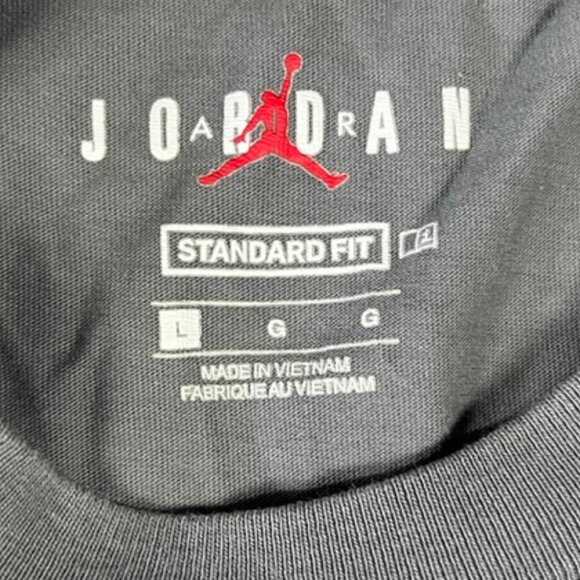 JORDAN
AIR
STANDARD FIT
L G G
MADE IN VIETNAM
FABRIQUE AU VIETNAM